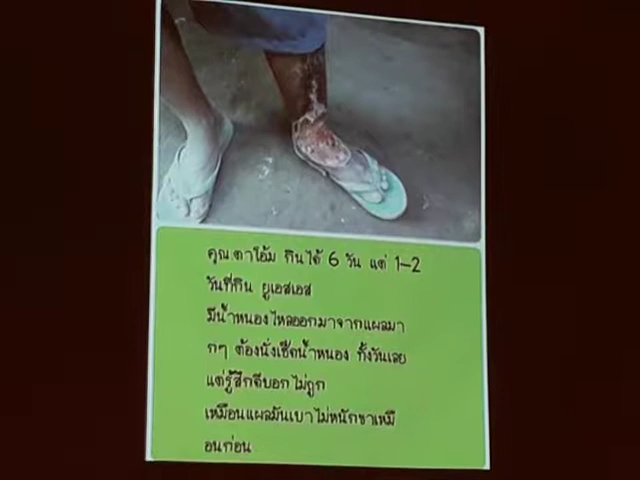 คุณตาโอ้ม กินได้ 6 วัน แต่ 1-2
วันที่กิน ยูเอสเอส
มีน้ำหนองไหลออกมาจากแผลมา
กๆ ต้องนั่งเช็ดน้ำหนอง ทั้งวันเลย
แต่รู้สึกดีบอกไม่ถูก
เหมือนแผลมันเบาไม่หนักขาเหมื
อนก่อน